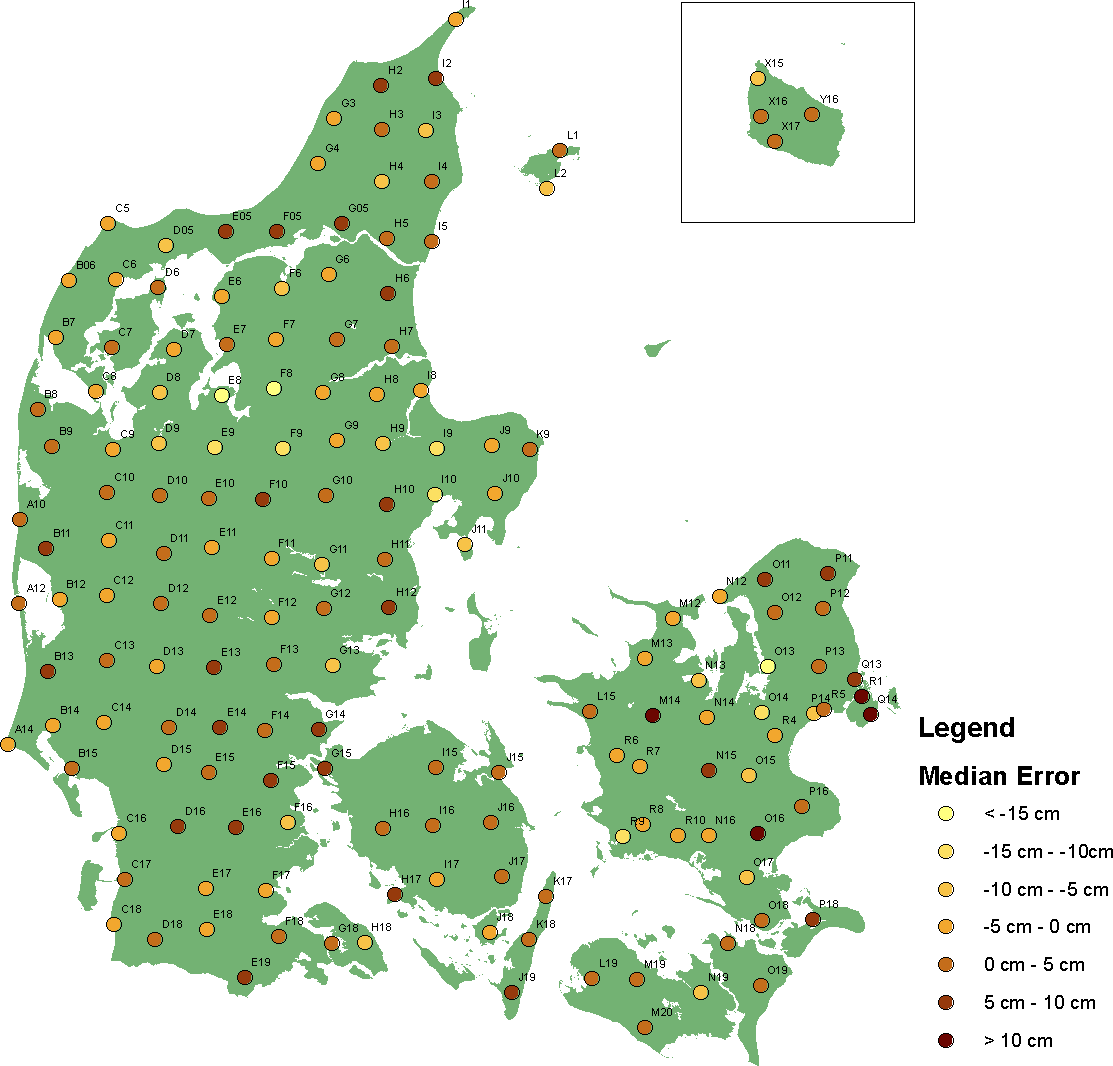 I1
H2
I2
X15
G3
H3
I3
X16
Y16
X17
L1
G4
H4
I4
L2
C5
D05
E05
F05
G05
H5
I5
B06
C6
D6
E6
F6
G6
H6
B7
C7
D7
E7
F7
G7
H7
B8
C8
D8
E8
F8
G8
H8
I8
B9
C9
D9
E9
F9
G9
H9
I9
J9
K9
A10
C10
D10
E10
F10
G10
H10
I10
J10
B11
C11
D11
E11
F11
G11
H11
J11
O11
P11
A12
B12
C12
D12
E12
F12
G12
H12
M12
N12
O12
P12
B13
C13
D13
E13
F13
G13
M13
N13
O13
P13
Q13
R1
A14
B14
C14
D14
E14
F14
G14
L15
M14
N14
O14
P14
R5
Q14
R4
Legend
B15
D15
E15
F15
G15
I15
J15
R6
R7
N15
O15
Median Error
C16
D16
E16
F16
H16
I16
J16
R9
R8
R10
N16
O16
P16
< -15 cm
-15 cm - -10cm
C17
E17
F17
H17
I17
J17
K17
O17
-10 cm - -5 cm
C18
D18
E18
F18
G18
H18
J18
K18
N18
O18
P18
-5 cm - 0 cm
E19
J19
L19
M19
N19
O19
0 cm - 5 cm
M20
5 cm - 10 cm
> 10 cm